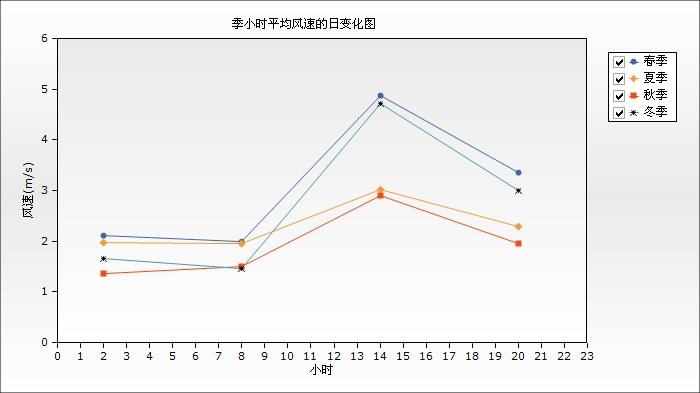 季小时平均风速的日变化图
6
5
4
3
2
1
0
风速(m/s)
0 1 2 3 4 5 6 7 8 9 10 11 12 13 14 15 16 17 18 19 20 21 22 23
小时
春季
夏季
秋季
冬季